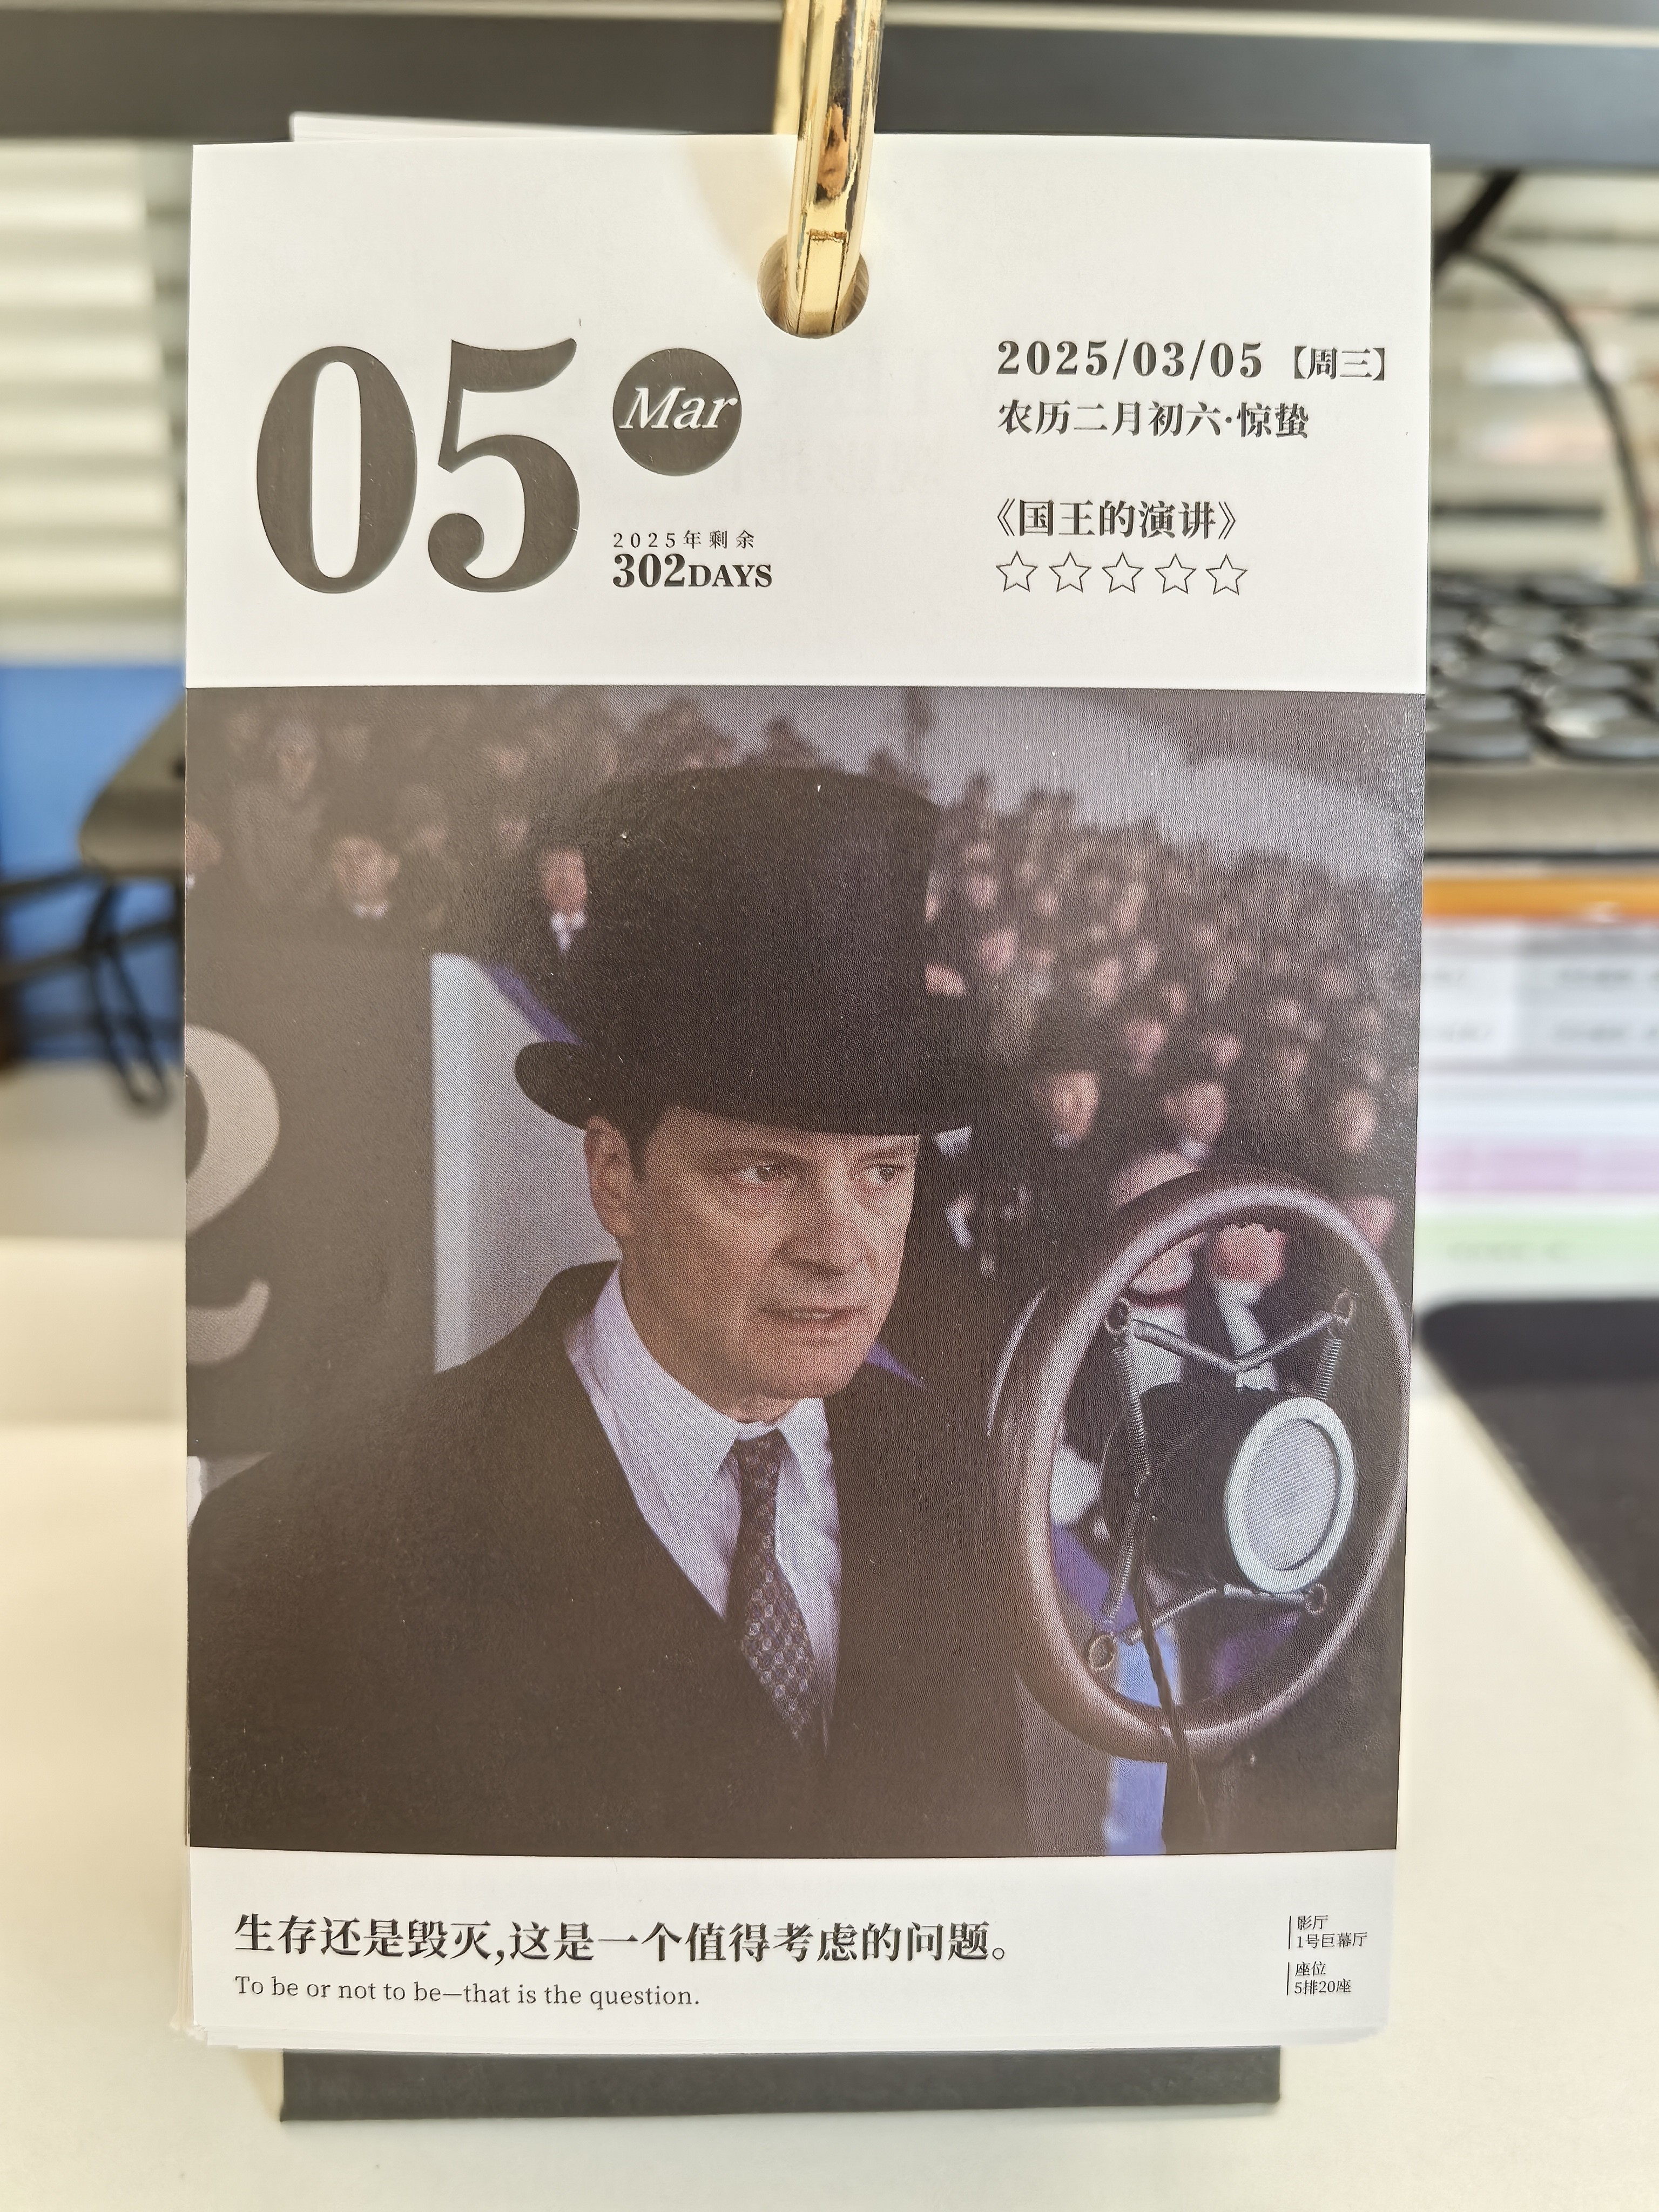 05
Mar
2025年剩余
302DAYS
2025/03/05【周三】
农历二月初六·惊蛰
《国王的演讲》
生存还是毁灭,这是一个值得考虑的问题。
To be or not to be—that is the question.
影厅
1号巨幕厅
座位
5排20座